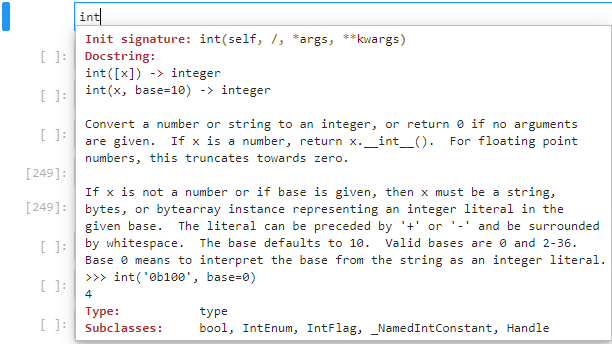 int
Init signature: int(self, /, *args, **kwargs)
[ ]:
Docstring:
int([x]) -> integer
[ ]:
int(x, base=10) -> integer
[ ]:
Convert a number or string to an integer, or return 0 if no arguments
are given.  If x is a number, return x.__int__().  For floating point
numbers, this truncates towards zero.
[249]:
If x is not a number or if base is given, then x must be a string,
[249]:
bytes, or bytearray instance representing an integer literal in the
given base.  The literal can be preceded by '+' or '-' and be surrounded
[ ]:
by whitespace.  The base defaults to 10.  Valid bases are 0 and 2-36.
Base 0 means to interpret the base from the string as an integer literal.
[ ]:
>>> int('0b100', base=0)
4
Type:           type
[ ]:
Subclasses:     bool, IntEnum, IntFlag, _NamedIntConstant, Handle